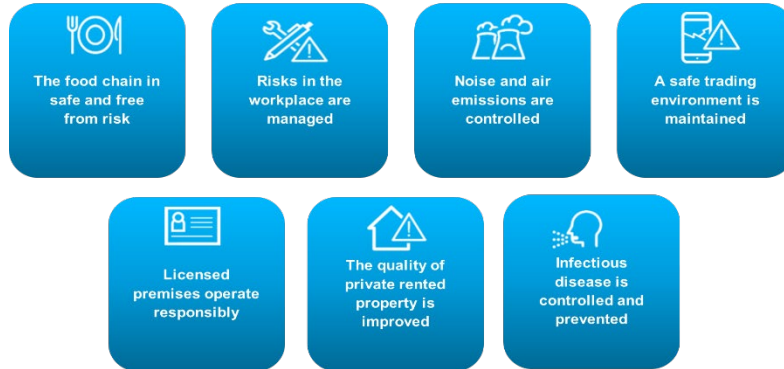 The food chain in
safe and free
from risk
Risks in the
workplace are
managed
Noise and air
emissions are
controlled
A safe trading
environment is
maintained
Licensed
premises operate
responsibly
The quality of
private rented
property is
improved
Infectious
disease is
controlled and
prevented